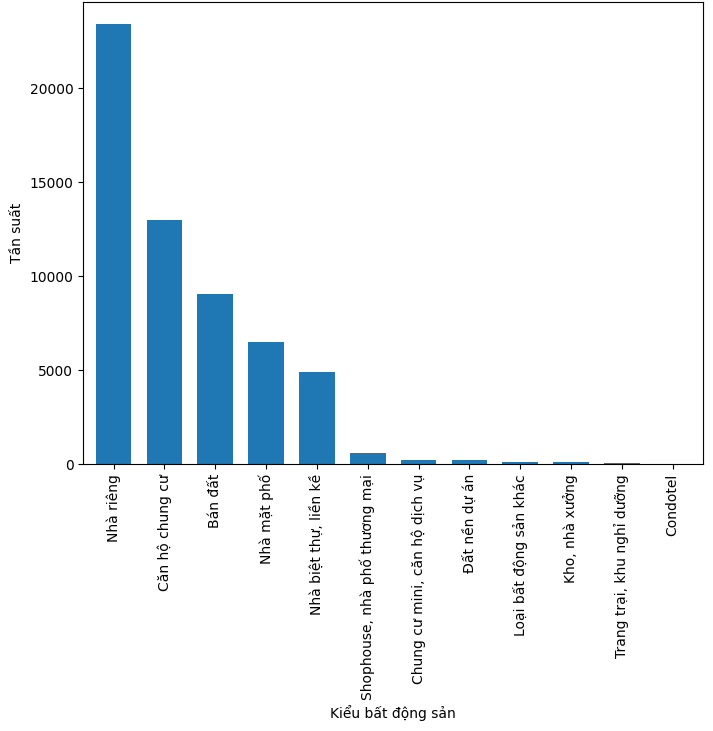 20000
15000
10000
5000
0
Tần suất
Nhà riêng
Căn hộ chung cư
Bán đất
Nhà mặt phố
Nhà biệt thự, liền kề
Shophouse, nhà phố thương mại
Chung cư mini, căn hộ dịch vụ
Đất nền dự án
Loại bất động sản khác
Kho, nhà xưởng
Trang trại, khu nghỉ dưỡng
Condotel
Kiểu bất động sản